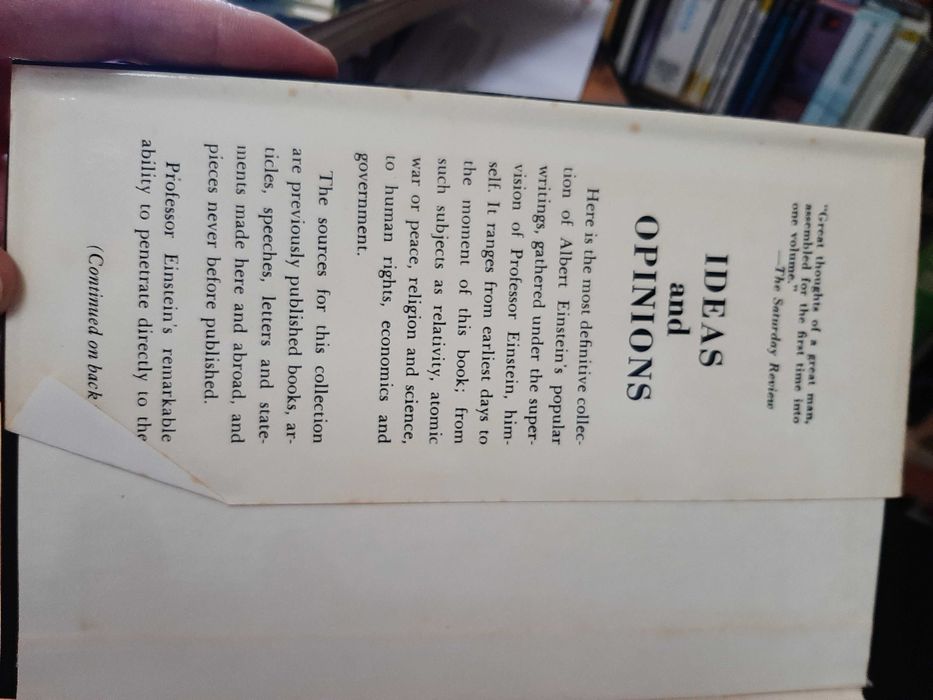 "Great thoughts of a great man,
assembled for the first time into
one volume."
—The Saturday Review
IDEAS
and
OPINIONS
Here is the most definitive collec-
tion of Albert Einstein's popular
writings, gathered under the super-
vision of Professor Einstein, him-
self. It ranges from earliest days to
the moment of this book; from
such subjects as relativity, atomic
war or peace, religion and science,
to human rights, economics and
government.
The sources for this collection
are previously published books, ar-
ticles, speeches, letters and state-
ments made here and abroad, and
pieces never before published.
Professor Einstein's remarkable
ability to penetrate directly to the
(Continued on back